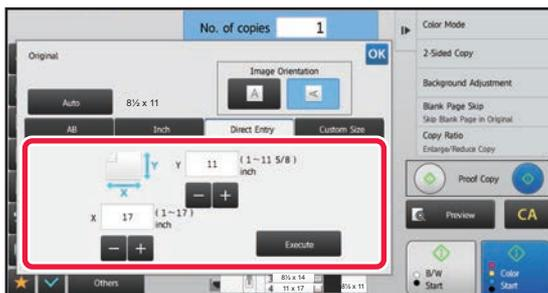 No. of copies 1
Original
OK
Image Orientation
A A
Auto 8½ x 11
AB Inch Direct Entry Custom Size
Y Y 11 (1~11 5/8) inch
X
X 17 (1~17) inch
Execute
Others
3 8½ x 14
4 11 x 17
8½ x 11
Color Mode
2-Sided Copy
Background Adjustment
Blank Page Skip
Skip Blank Page in Original
Copy Ratio
Enlarge/Reduce Copy
Proof Copy
Preview CA
B/W Start
Color Start